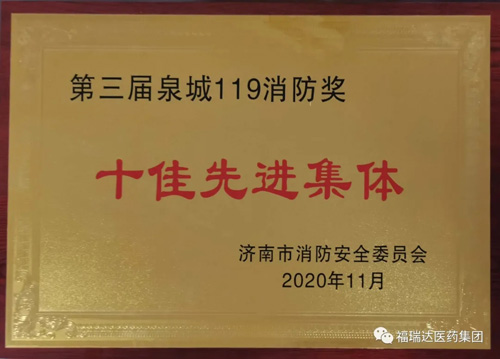 第三届泉城119消防奖
十佳先进集体
济南市消防安全委员会
2020年11月
福瑞达医药集团